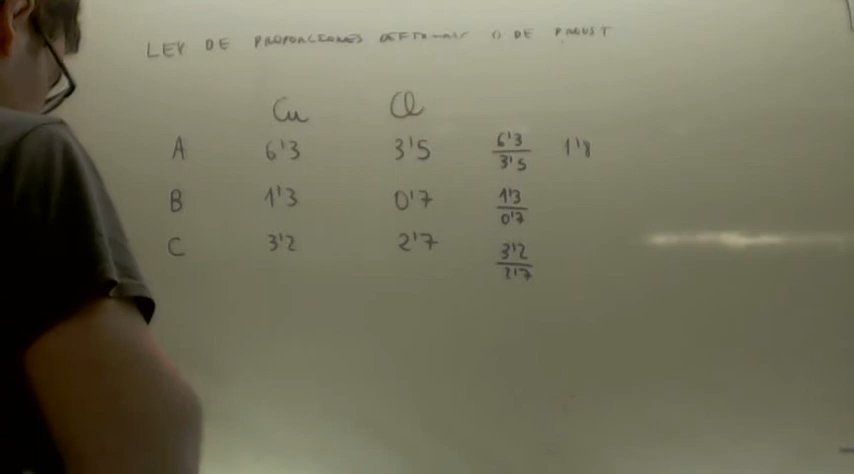 LEY DE PROPORCIONES DEFINIDAS O DE PROUST
Cu Cl
A 6'3 3'5 6'3/3'5 1'8
B 1'3 0'7 1'3/0'7
C 3'2 2'7 3'2/2'7